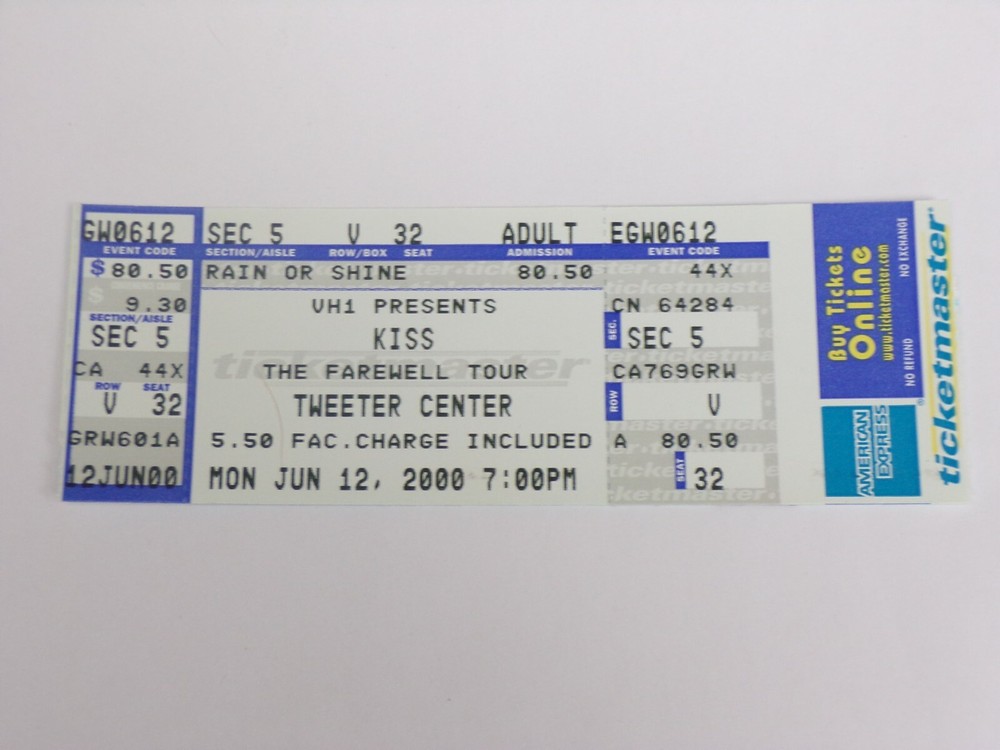 GW0612
EVENT CODE
$ 80.50
9.30
SECTION/AISLE
SEC 5
CA 44X
ROW SEAT
V 32
GRW601A
12JUN00
SEC 5 V 32 ADULT
SECTION/AISLE ROW/BOX SEAT ADMISSION
RAIN OR SHINE 80.50
VH1 PRESENTS
KISS
ticketmaster
THE FAREWELL TOUR
TWEETER CENTER
5.50 FAC.CHARGE INCLUDED
MON JUN 12, 2000 7:00PM
EGW0612
EVENT CODE
44X
CN 64284
SEC. SEC 5
CA769GRW
ROW V
A 80.50
SEAT 32
Buy Tickets
Online
www.ticketmaster.com
NO REFUND NO EXCHANGE
AMERICAN
EXPRESS
®
ticketmaster